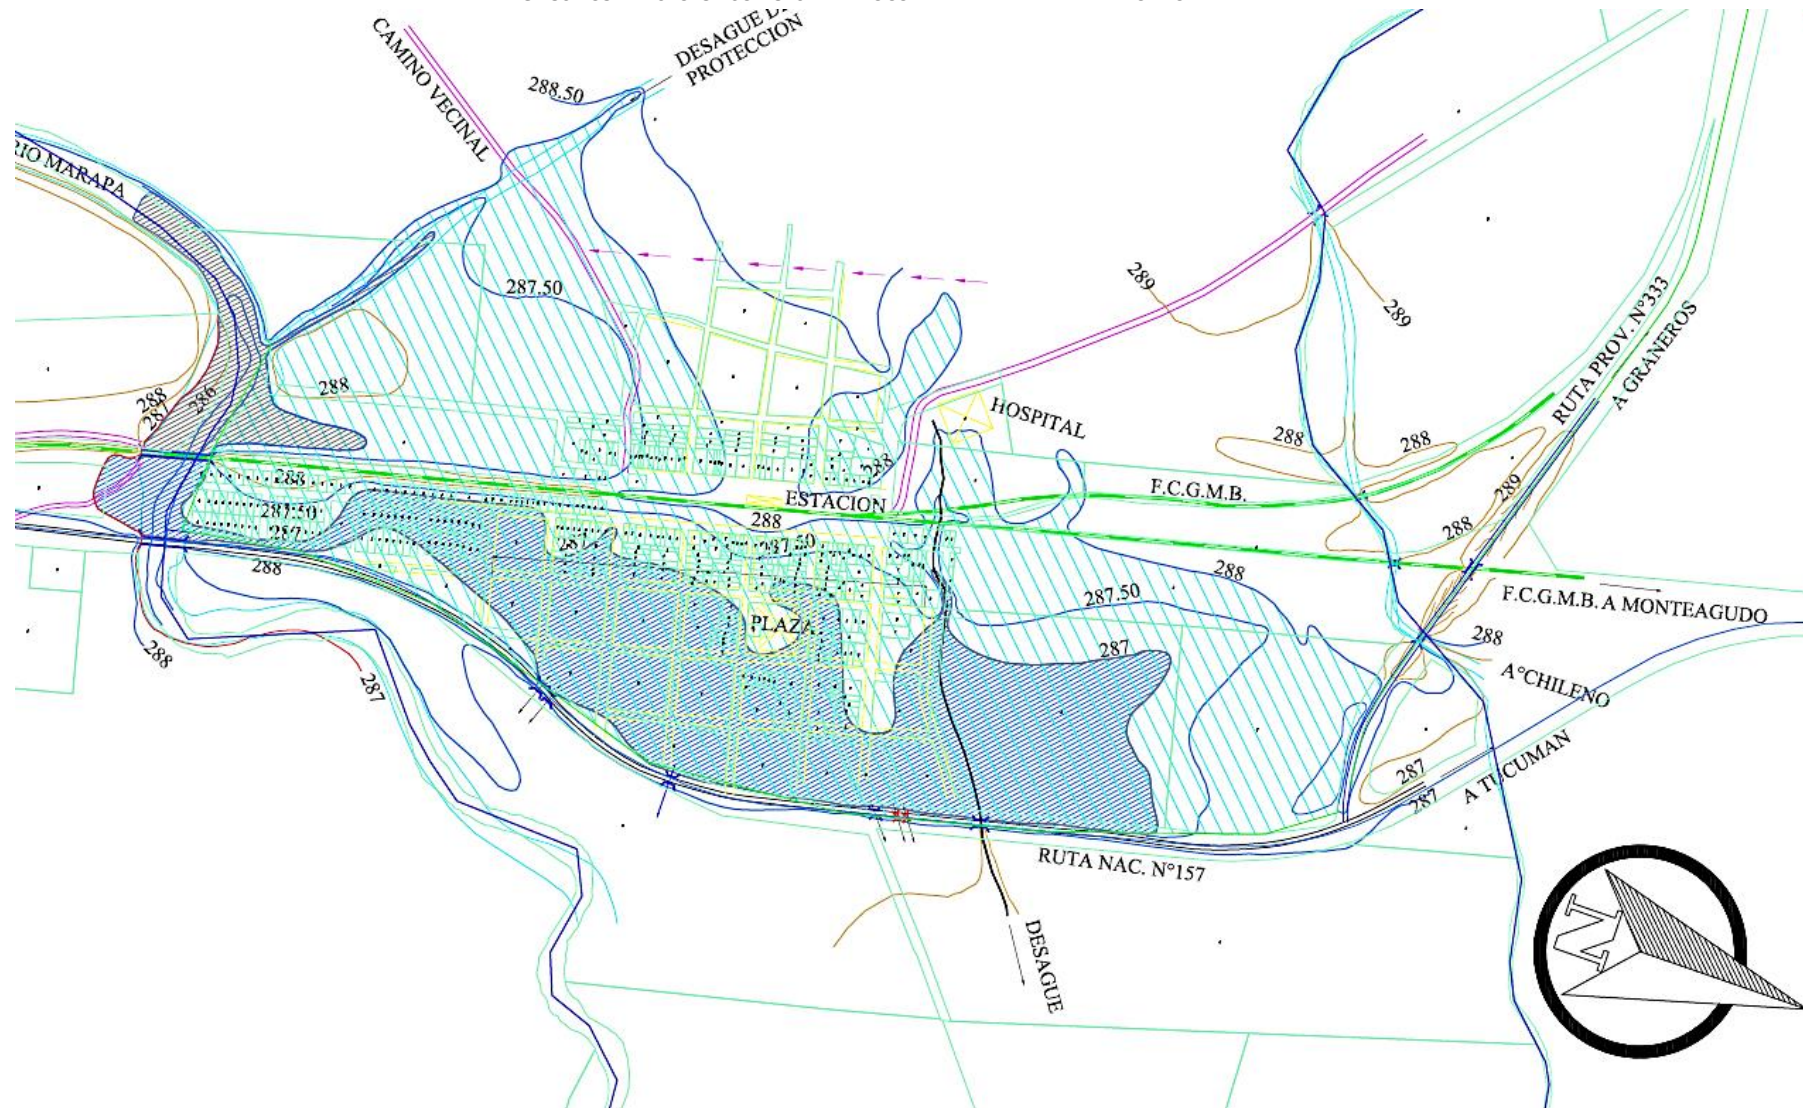 CAMINO VECINAL
DESAGUE DE
PROTECCION
288.50
RIO MARAPA
287.50
289
289
RUTA PROV. N°333
A GRANEROS
288
288
287
286
HOSPITAL
288
288
288
F.C.G.M.B.
289
288
ESTACION
288
288
287.50
287.50
287
288
288
287.50
F.C.G.M.B. A MONTEAGUDO
PLAZA
287
288
288
287
A°CHILENO
287
287
A TUCUMAN
RUTA NAC. N°157
DESAGUE
N